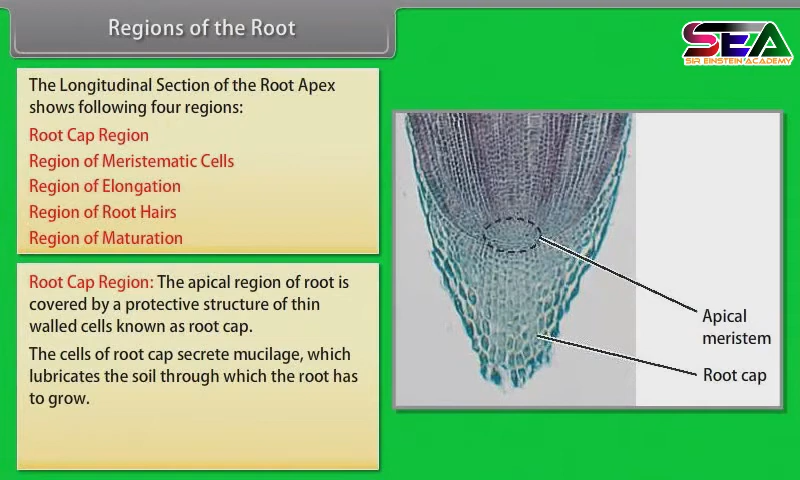 Regions of the Root
SEA
SIR EINSTEIN ACADEMY
The Longitudinal Section of the Root Apex
shows following four regions:
Root Cap Region
Region of Meristematic Cells
Region of Elongation
Region of Root Hairs
Region of Maturation
Root Cap Region: The apical region of root is
covered by a protective structure of thin
walled cells known as root cap.
The cells of root cap secrete mucilage, which
lubricates the soil through which the root has
to grow.
Apical
meristem
Root cap